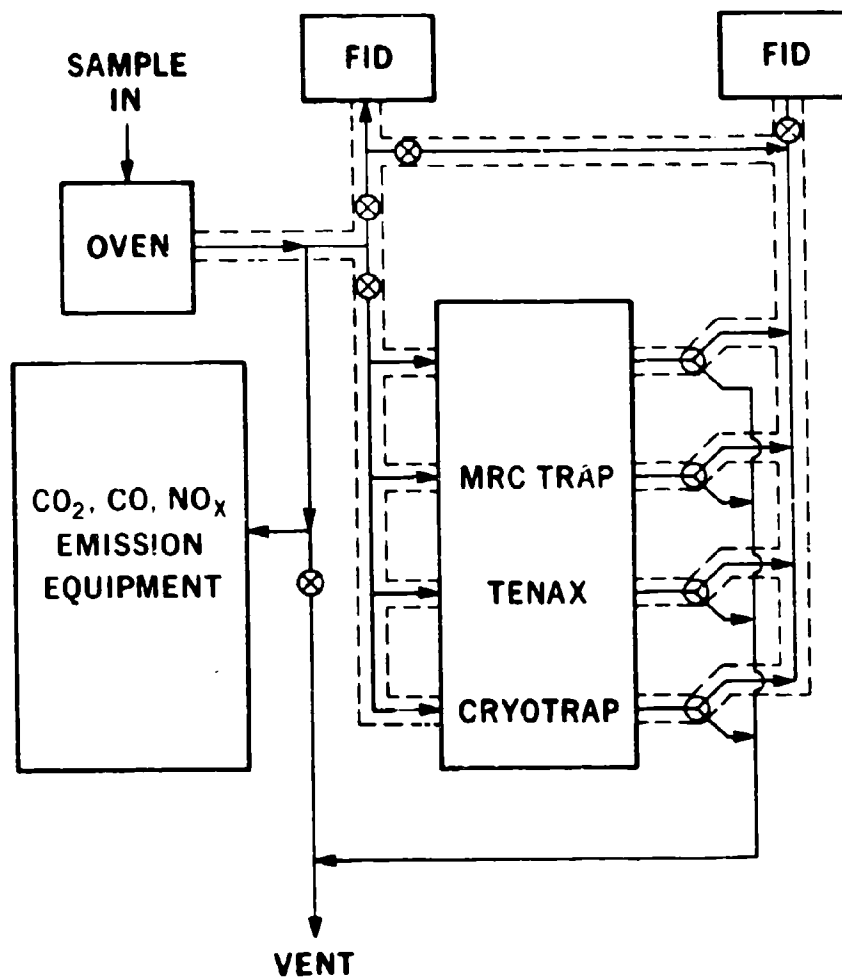 FID
FID
SAMPLE
IN
OVEN
CO₂, CO, NOₓ
EMISSION
EQUIPMENT
MRC TRAP
TENAX
CRYOTRAP
VENT